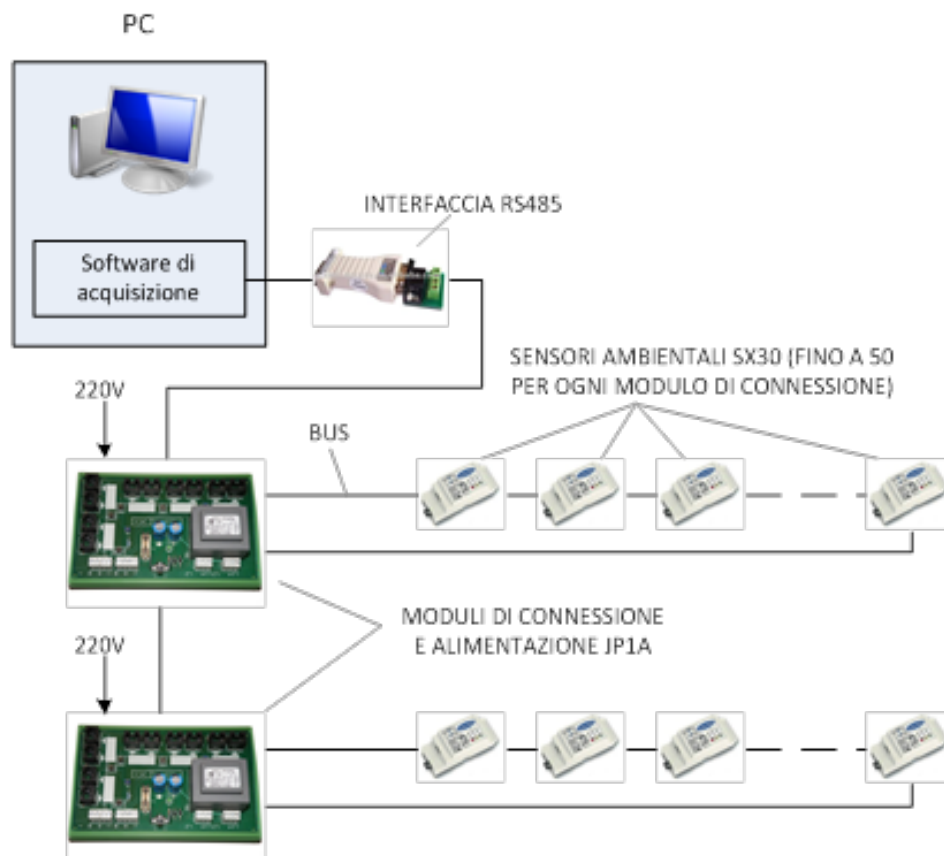 PC
INTERFACCIA RS485
Software di
acquisizione
SENSORI AMBIENTALI SX30 (FINO A 50
PER OGNI MODULO DI CONNESSIONE)
220V
BUS
MODULI DI CONNESSIONE
E ALIMENTAZIONE JP1A
220V